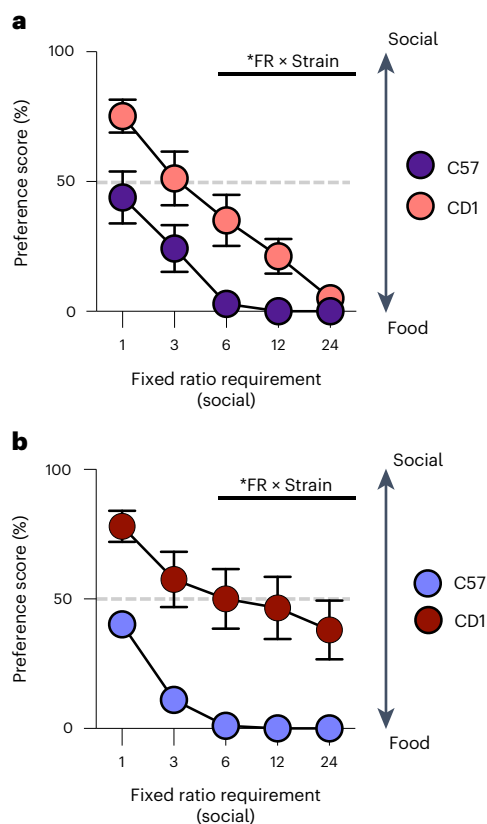 a
100
50
0
Preference score (%)
*FR × Strain
Social
Food
C57
CD1
1 3 6 12 24
Fixed ratio requirement
(social)
b
100
50
0
Preference score (%)
*FR × Strain
Social
Food
C57
CD1
1 3 6 12 24
Fixed ratio requirement
(social)